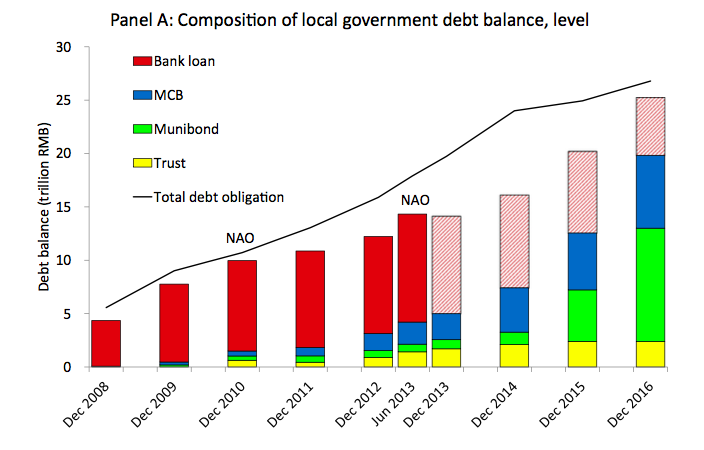 Panel A: Composition of local government debt balance, level
Debt balance (trillion RMB)
30
25
20
15
10
5
0
Bank loan
MCB
Munibond
Trust
Total debt obligation
NAO
NAO
Dec 2008
Dec 2009
Dec 2010
Dec 2011
Dec 2012
Jun 2013
Dec 2013
Dec 2014
Dec 2015
Dec 2016